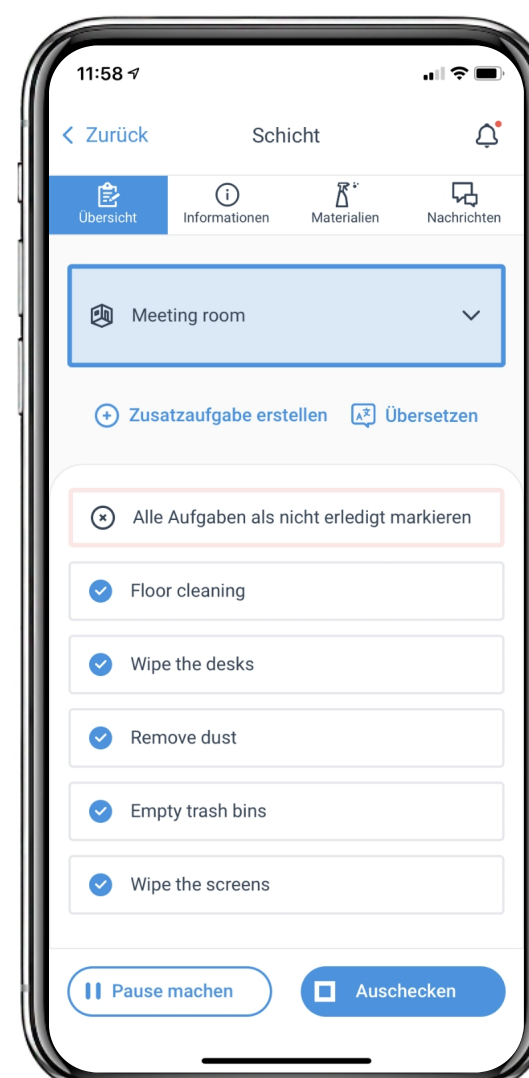 11:58
Zurück
Schicht
Übersicht
Informationen
Materialien
Nachrichten
Meeting room
Zusatzaufgabe erstellen
Übersetzen
Alle Aufgaben als nicht erledigt markieren
Floor cleaning
Wipe the desks
Remove dust
Empty trash bins
Wipe the screens
Pause machen
Auschecken